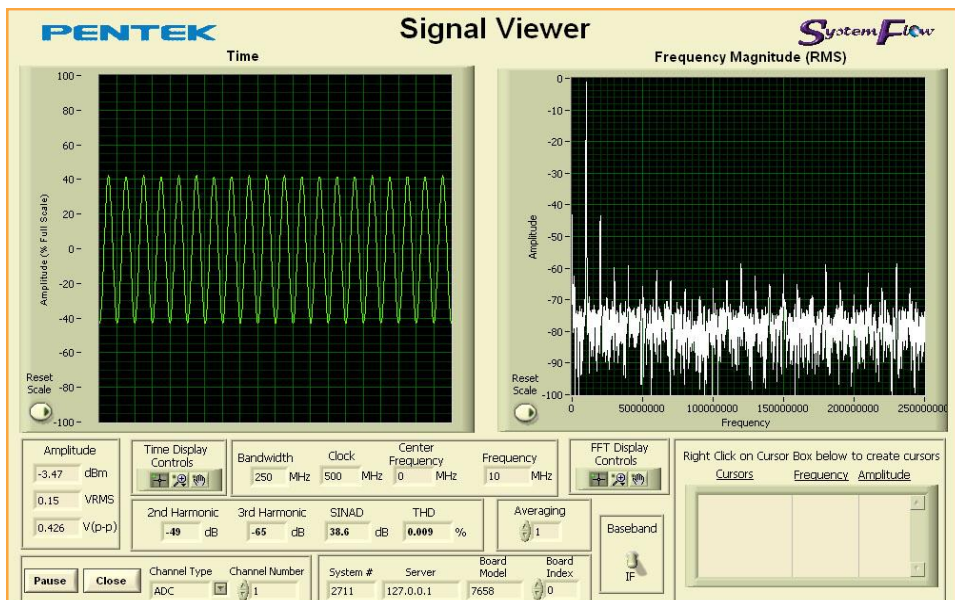 PENTEK
Signal Viewer
SystemFlow
Time
Frequency Magnitude (RMS)
Amplitude (% Full Scale)
100
80
60
40
20
0
-20
-40
-60
-80
-100
Reset
Scale
Amplitude
0
-10
-20
-30
-40
-50
-60
-70
-80
-90
-100
Reset
Scale
0 50000000 100000000 150000000 200000000 250000000
Frequency
Amplitude
-3.47 dBm
0.15 VRMS
0.426 V(p-p)
Time Display
Controls
Bandwidth
250 MHz
Clock
500 MHz
Center
Frequency
0 MHz
Frequency
10 MHz
FFT Display
Controls
Right Click on Cursor Box below to create cursors
Cursors Frequency Amplitude
2nd Harmonic
-49 dB
3rd Harmonic
-65 dB
SINAD
38.6 dB
THD
0.009 %
Averaging
1
Baseband
IF
Pause
Close
Channel Type
ADC
Channel Number
1
System #
2711
Server
127.0.0.1
Board
Model
7658
Board
Index
0